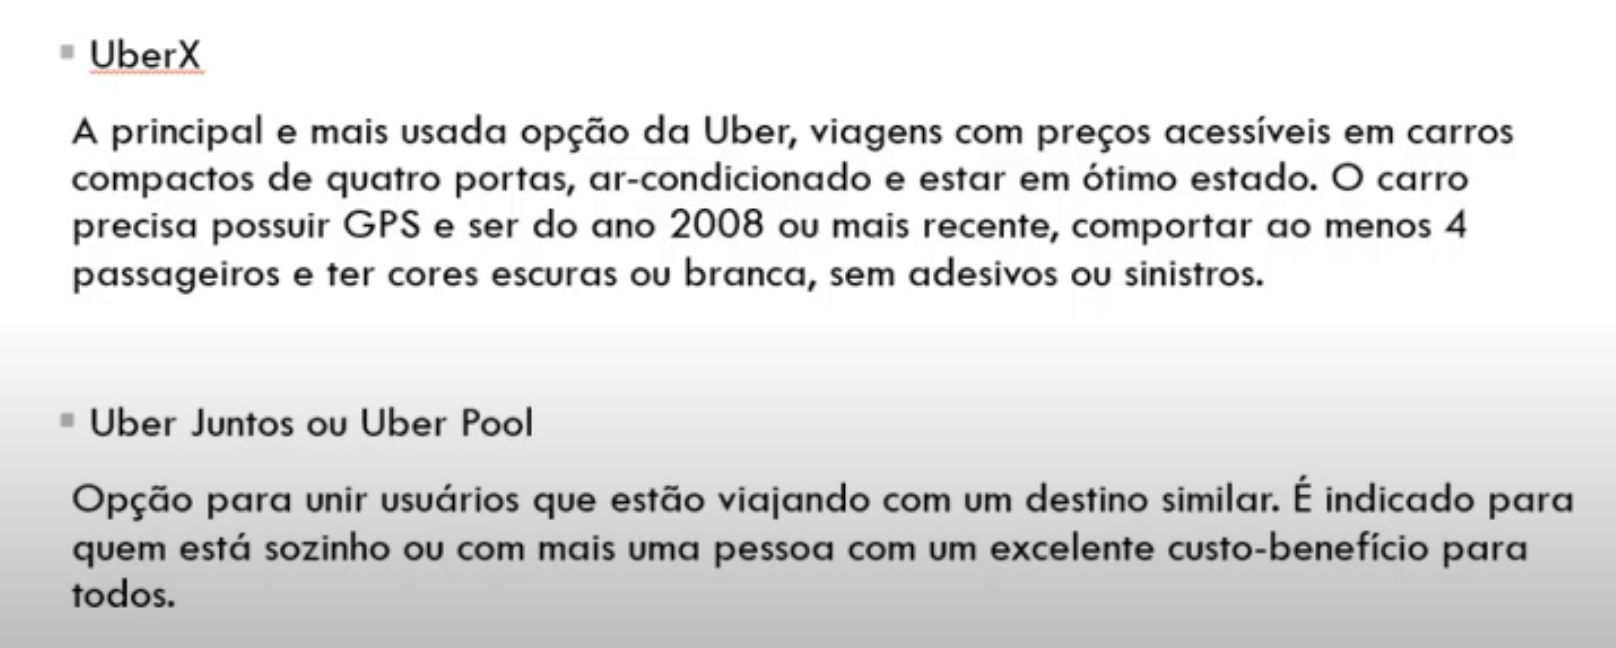 UberX
A principal e mais usada opção da Uber, viagens com preços acessíveis em carros
compactos de quatro portas, ar-condicionado e estar em ótimo estado. O carro
precisa possuir GPS e ser do ano 2008 ou mais recente, comportar ao menos 4
passageiros e ter cores escuras ou branca, sem adesivos ou sinistros.
Uber Juntos ou Uber Pool
Opção para unir usuários que estão viajando com um destino similar. É indicado para
quem está sozinho ou com mais uma pessoa com um excelente custo-benefício para
todos.